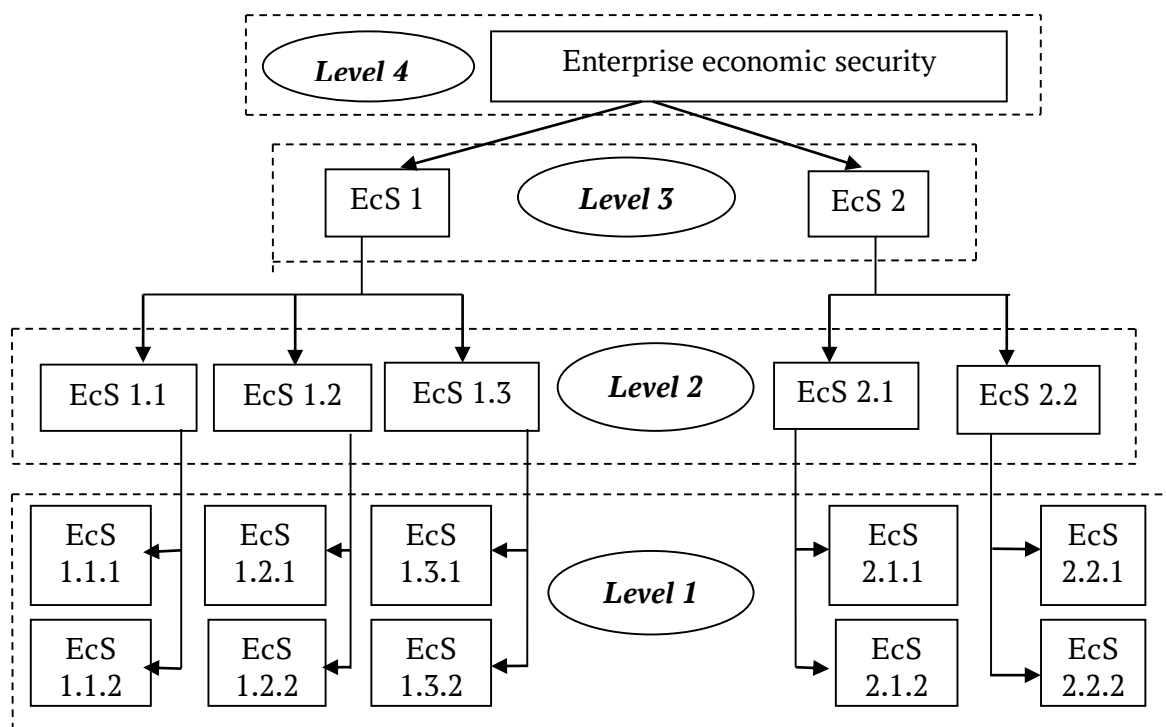 Level 4
Enterprise economic security
EcS 1
Level 3
EcS 2
EcS 1.1
EcS 1.2
EcS 1.3
Level 2
EcS 2.1
EcS 2.2
EcS
1.1.1
EcS
1.2.1
EcS
1.3.1
Level 1
EcS
2.1.1
EcS
2.2.1
EcS
1.1.2
EcS
1.2.2
EcS
1.3.2
EcS
2.1.2
EcS
2.2.2